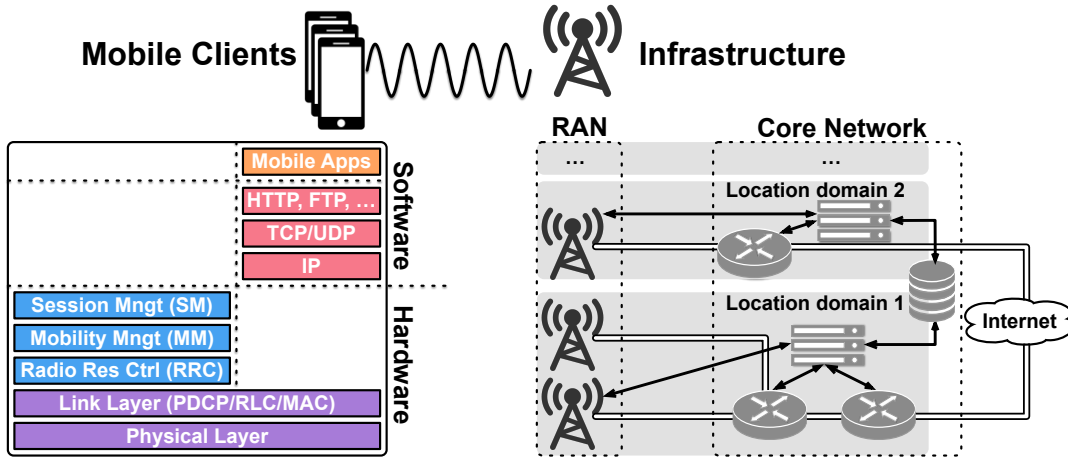 Mobile Clients
Infrastructure
Mobile Apps
HTTP, FTP, ...
TCP/UDP
IP
Session Mngt (SM)
Mobility Mngt (MM)
Radio Res Ctrl (RRC)
Link Layer (PDCP/RLC/MAC)
Physical Layer
Software
Hardware
RAN
Core Network
...
...
Location domain 2
Location domain 1
Internet